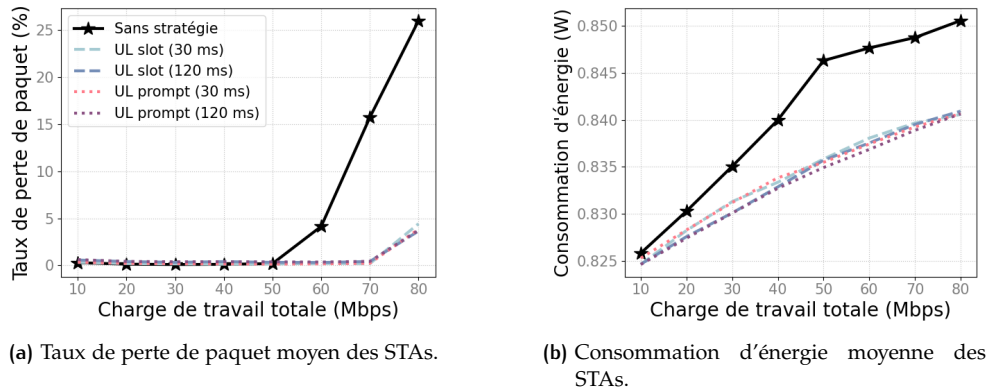 Taux de perte de paquet (%)
25
20
15
10
5
0
Sans stratégie
UL slot (30 ms)
UL slot (120 ms)
UL prompt (30 ms)
UL prompt (120 ms)
10 20 30 40 50 60 70 80
Charge de travail totale (Mbps)
(a) Taux de perte de paquet moyen des STAs.
Consommation d'énergie (W)
0.850
0.845
0.840
0.835
0.830
0.825
10 20 30 40 50 60 70 80
Charge de travail totale (Mbps)
(b) Consommation d’énergie moyenne des
STAs.